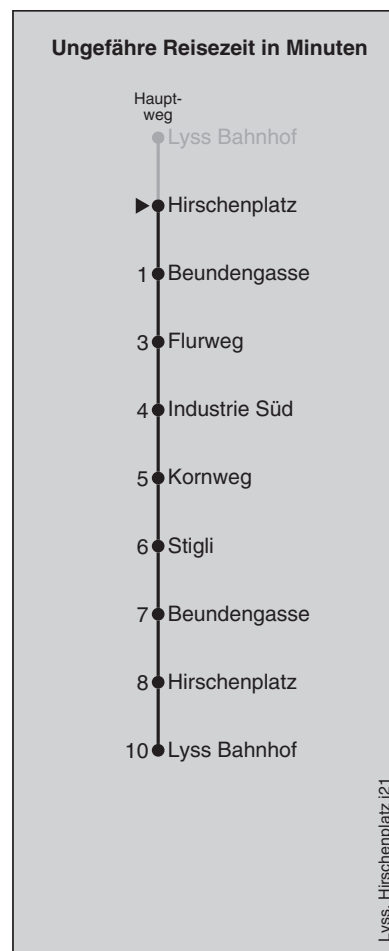 Ungefähre Reisezeit in Minuten
Haupt-
weg
Lyss Bahnhof
Hirschenplatz
1 Beundengasse
3 Flurweg
4 Industrie Süd
5 Kornweg
6 Stigli
7 Beundengasse
8 Hirschenplatz
10 Lyss Bahnhof
Lyss, Hirschenplatz j21